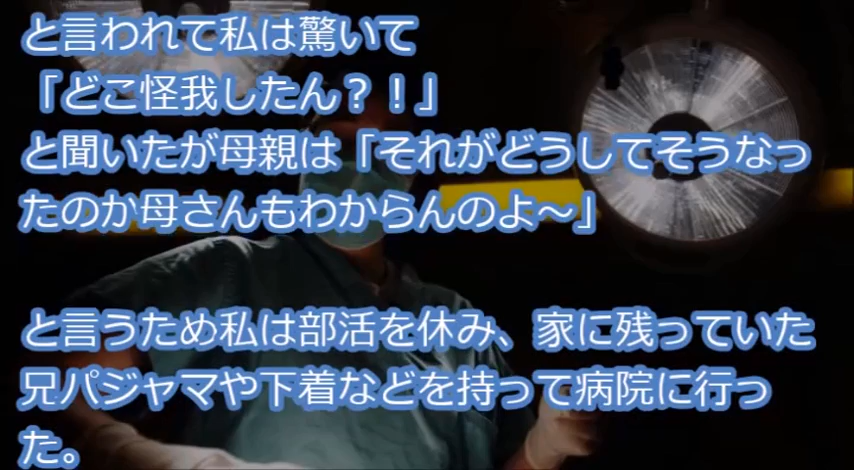 と言われて私は驚いて
「どこ怪我したん？！」
と聞いたが母親は「それがどうしてそうなっ
たのか母さんもわからんのよ～」
と言うため私は部活を休み、家に残っていた
兄パジャマや下着などを持って病院に行っ
た。